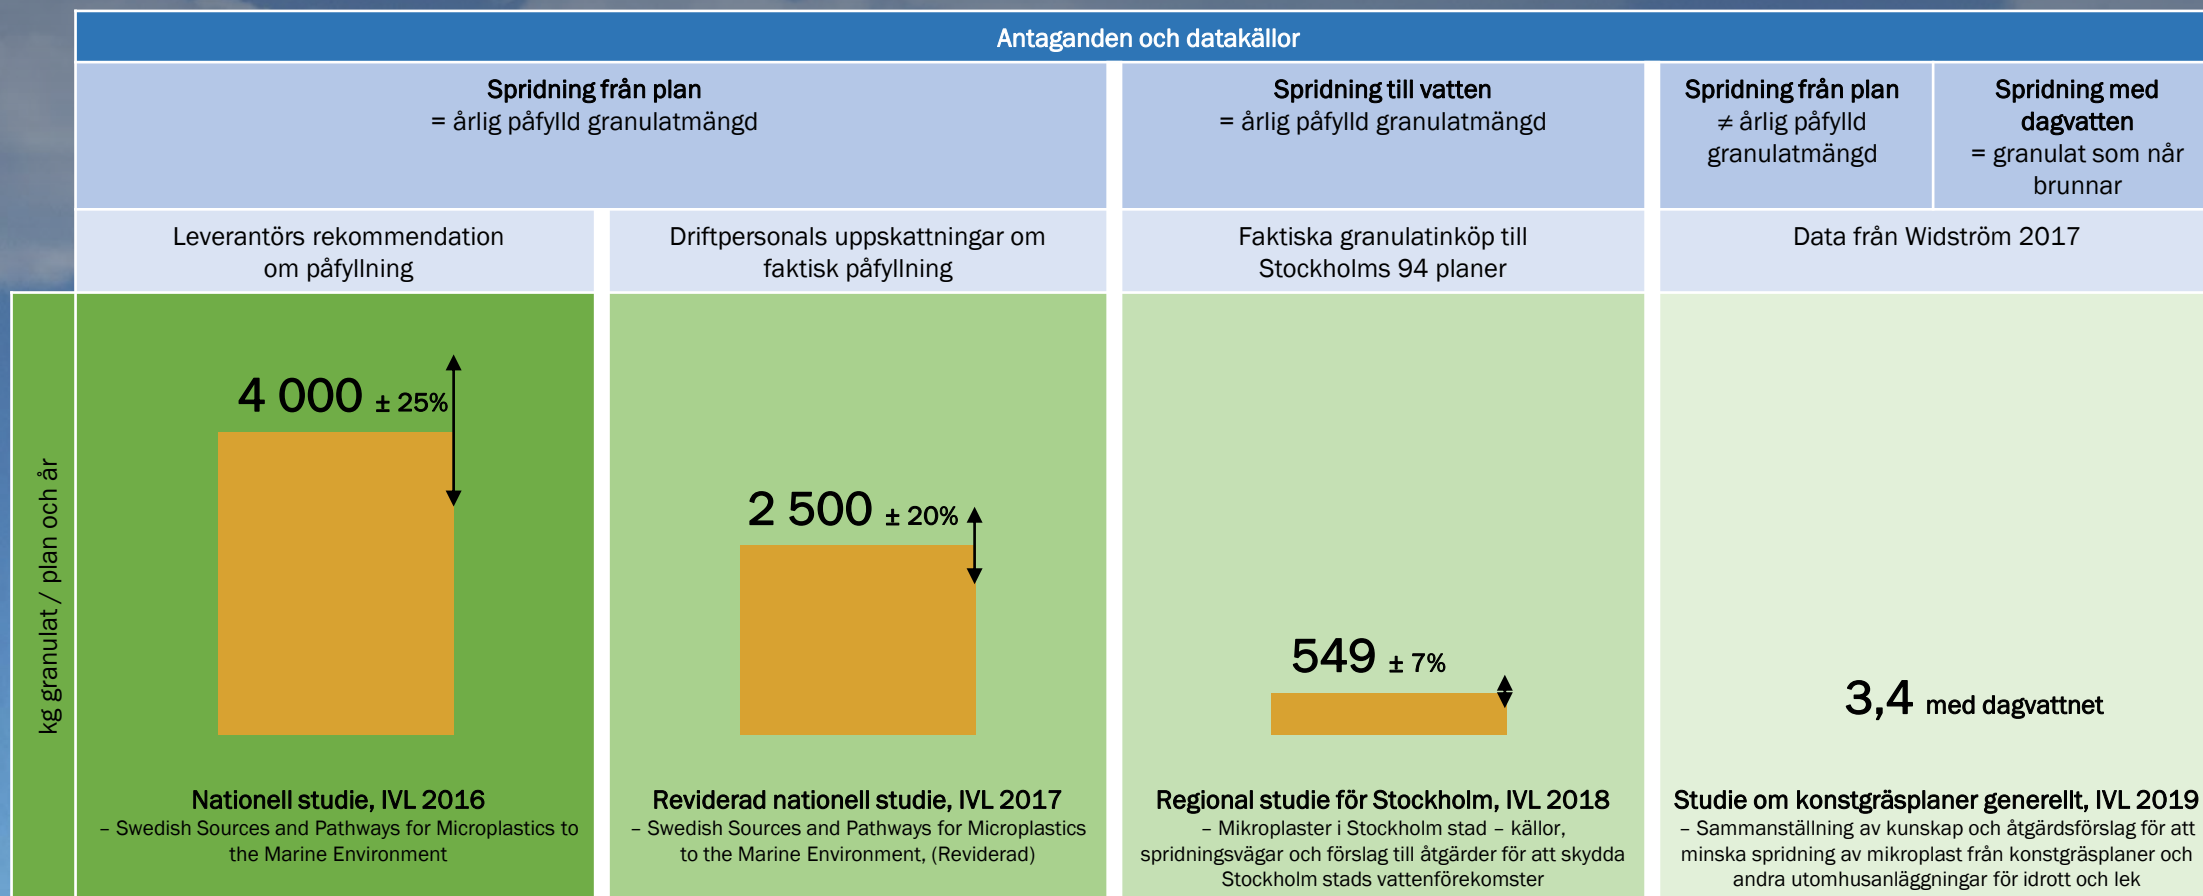 Antaganden och datakällor
Spridning från plan
= årlig påfylld granulatmängd
Spridning till vatten
= årlig påfylld granulatmängd
Spridning från plan
≠ årlig påfylld
granulatmängd
Spridning med
dagvatten
= granulat som når
brunnar
Leverantörs rekommendation
om påfyllning
Driftpersonals uppskattningar om
faktisk påfyllning
Faktiska granulatinköp till
Stockholms 94 planer
Data från Widström 2017
kg granulat / plan och år
4 000 ± 25%
2 500 ± 20%
549 ± 7%
3,4 med dagvattnet
Nationell studie, IVL 2016
– Swedish Sources and Pathways for Microplastics to
the Marine Environment
Reviderad nationell studie, IVL 2017
– Swedish Sources and Pathways for Microplastics
to the Marine Environment, (Reviderad)
Regional studie för Stockholm, IVL 2018
– Mikroplaster i Stockholm stad – källor,
spridningsvägar och förslag till åtgärder för att skydda
Stockholm stads vattenförekomster
Studie om konstgräsplaner generellt, IVL 2019
– Sammanställning av kunskap och åtgärdsförslag för att
minska spridning av mikroplast från konstgräsplaner och
andra utomhusanläggningar för idrott och lek